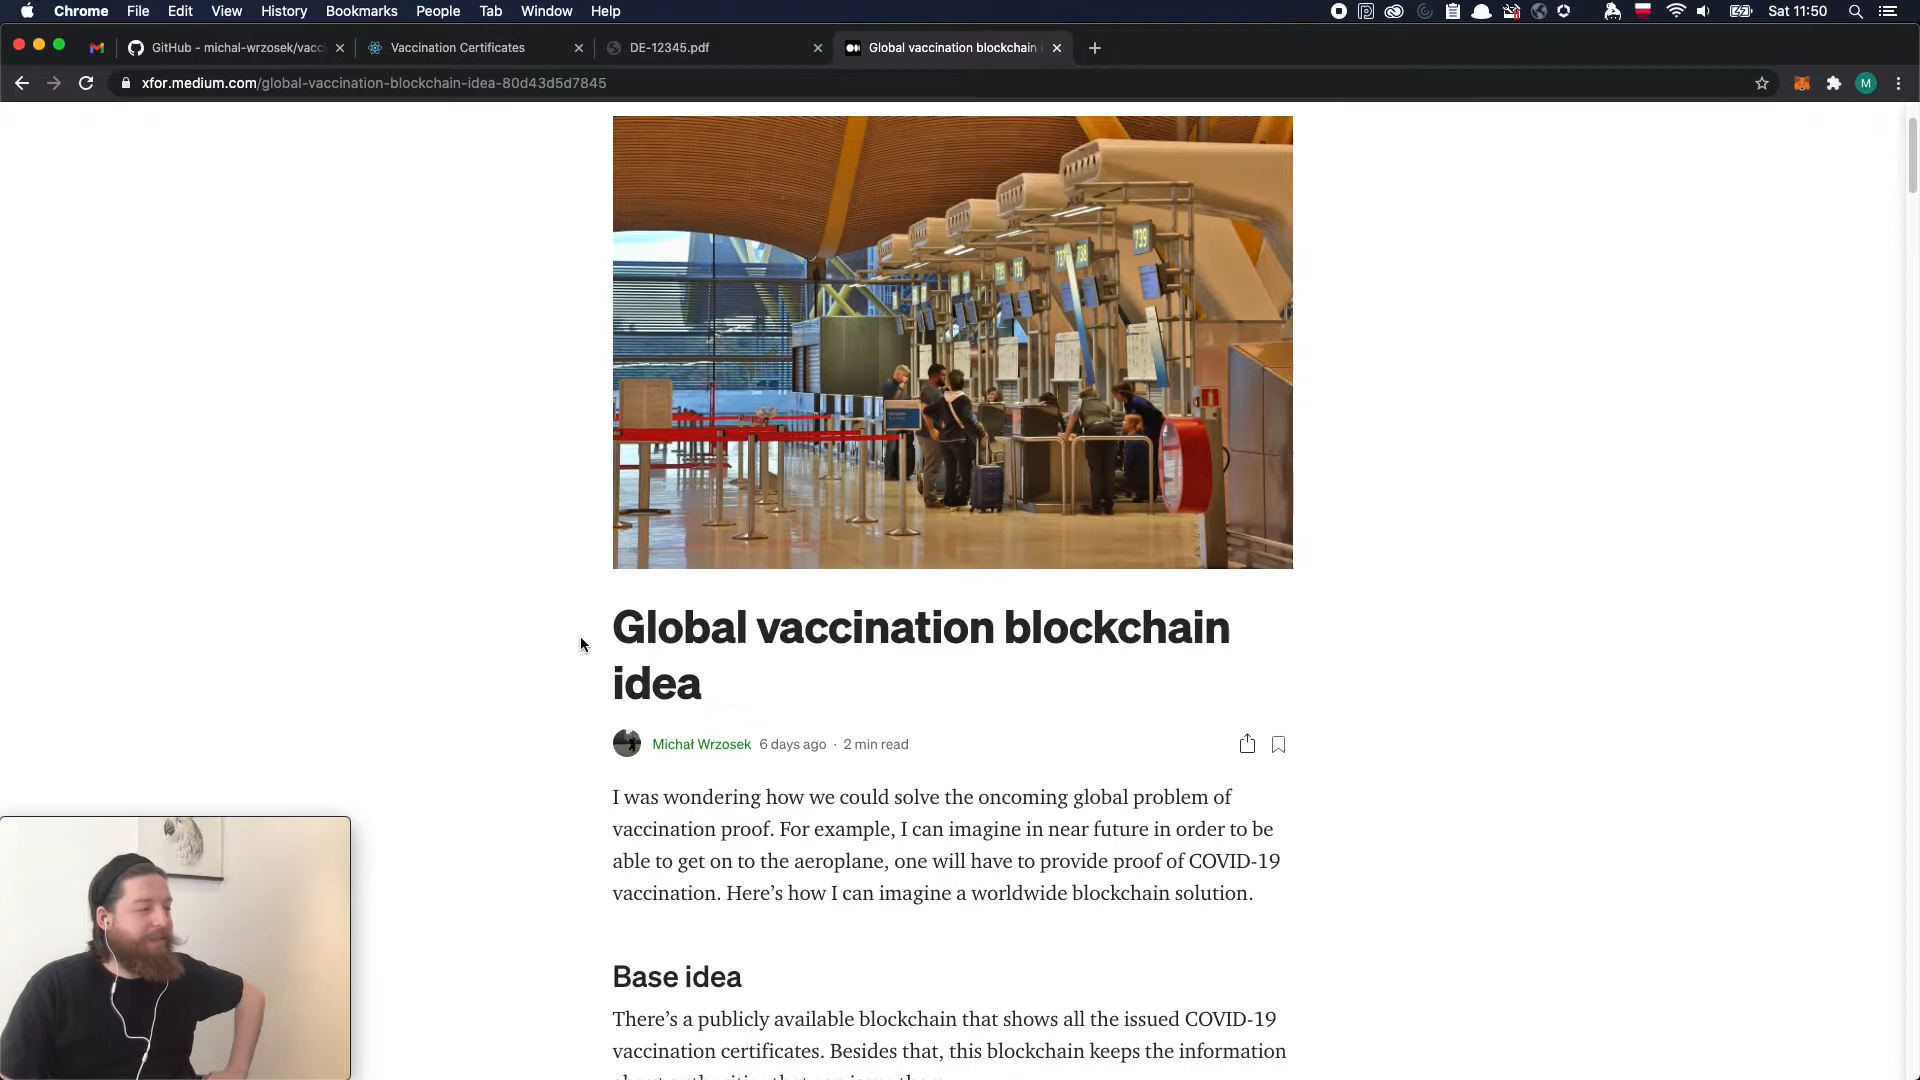 Chrome File Edit View History Bookmarks People Tab Window Help Sat 11:50
GitHub - michal-wrzosek/vacc Vaccination Certificates DE-12345.pdf Global vaccination blockchain
xfor.medium.com/global-vaccination-blockchain-idea-80d43d5d7845 M
739
738
Global vaccination blockchain
idea
Michał Wrzosek 6 days ago · 2 min read
I was wondering how we could solve the oncoming global problem of
vaccination proof. For example, I can imagine in near future in order to be
able to get on to the aeroplane, one will have to provide proof of COVID-19
vaccination. Here’s how I can imagine a worldwide blockchain solution.
Base idea
There’s a publicly available blockchain that shows all the issued COVID-19
vaccination certificates. Besides that, this blockchain keeps the information